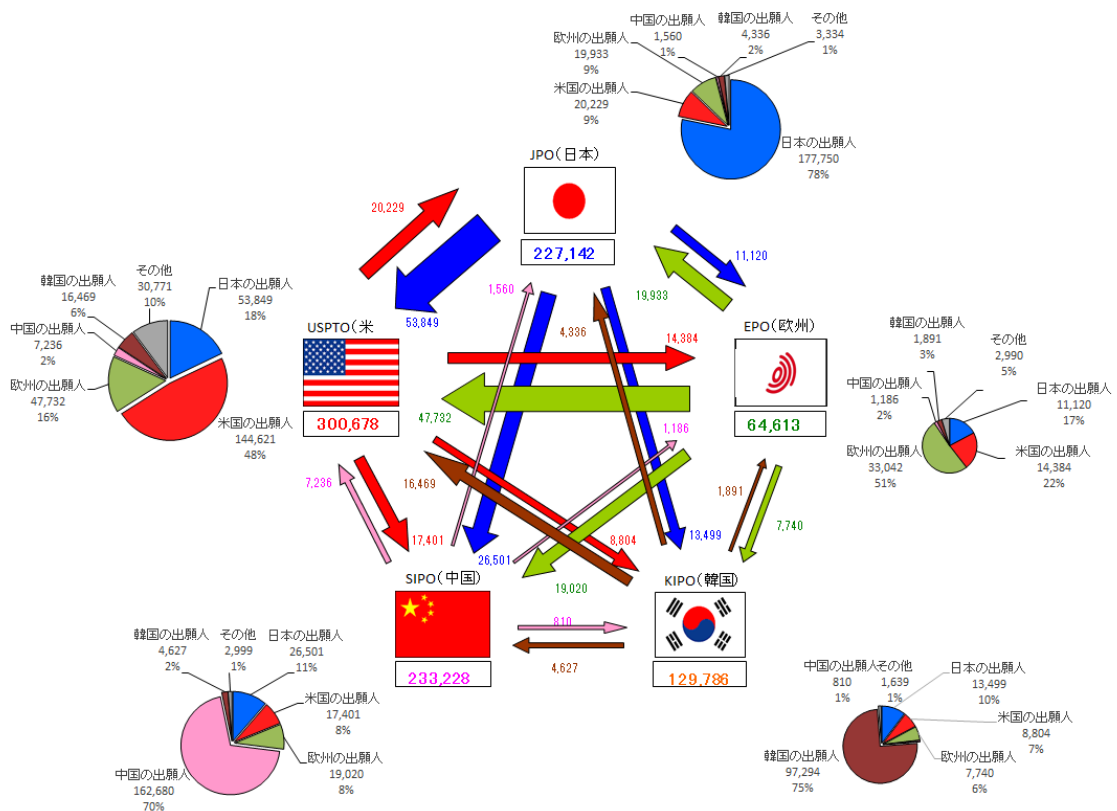 中国の出願人
1,560
1%
韓国の出願人
4,336
2%
その他
3,334
1%
欧州の出願人
19,933
9%
米国の出願人
20,229
9%
日本の出願人
177,750
78%
JPO(日本)
227,142
20,229
53,849
11,120
19,933
1,560
4,336
韓国の出願人
16,469
6%
その他
30,771
10%
日本の出願人
53,849
18%
中国の出願人
7,236
2%
欧州の出願人
47,732
16%
米国の出願人
144,621
48%
USPTO(米
300,678
14,384
47,732
EPO(欧州)
64,613
韓国の出願人
1,891
3%
その他
2,990
5%
中国の出願人
1,186
2%
日本の出願人
11,120
17%
欧州の出願人
33,042
51%
米国の出願人
14,384
22%
1,186
7,236
16,469
1,891
17,401
26,501
8,804
13,499
7,740
19,020
SIPO(中国)
233,228
810
4,627
KIPO(韓国)
129,786
韓国の出願人
4,627
2%
その他
2,999
1%
日本の出願人
26,501
11%
米国の出願人
17,401
8%
欧州の出願人
19,020
8%
中国の出願人
162,680
70%
中国の出願人
810
1%
その他
1,639
1%
日本の出願人
13,499
10%
米国の出願人
8,804
7%
韓国の出願人
97,294
75%
欧州の出願人
7,740
6%